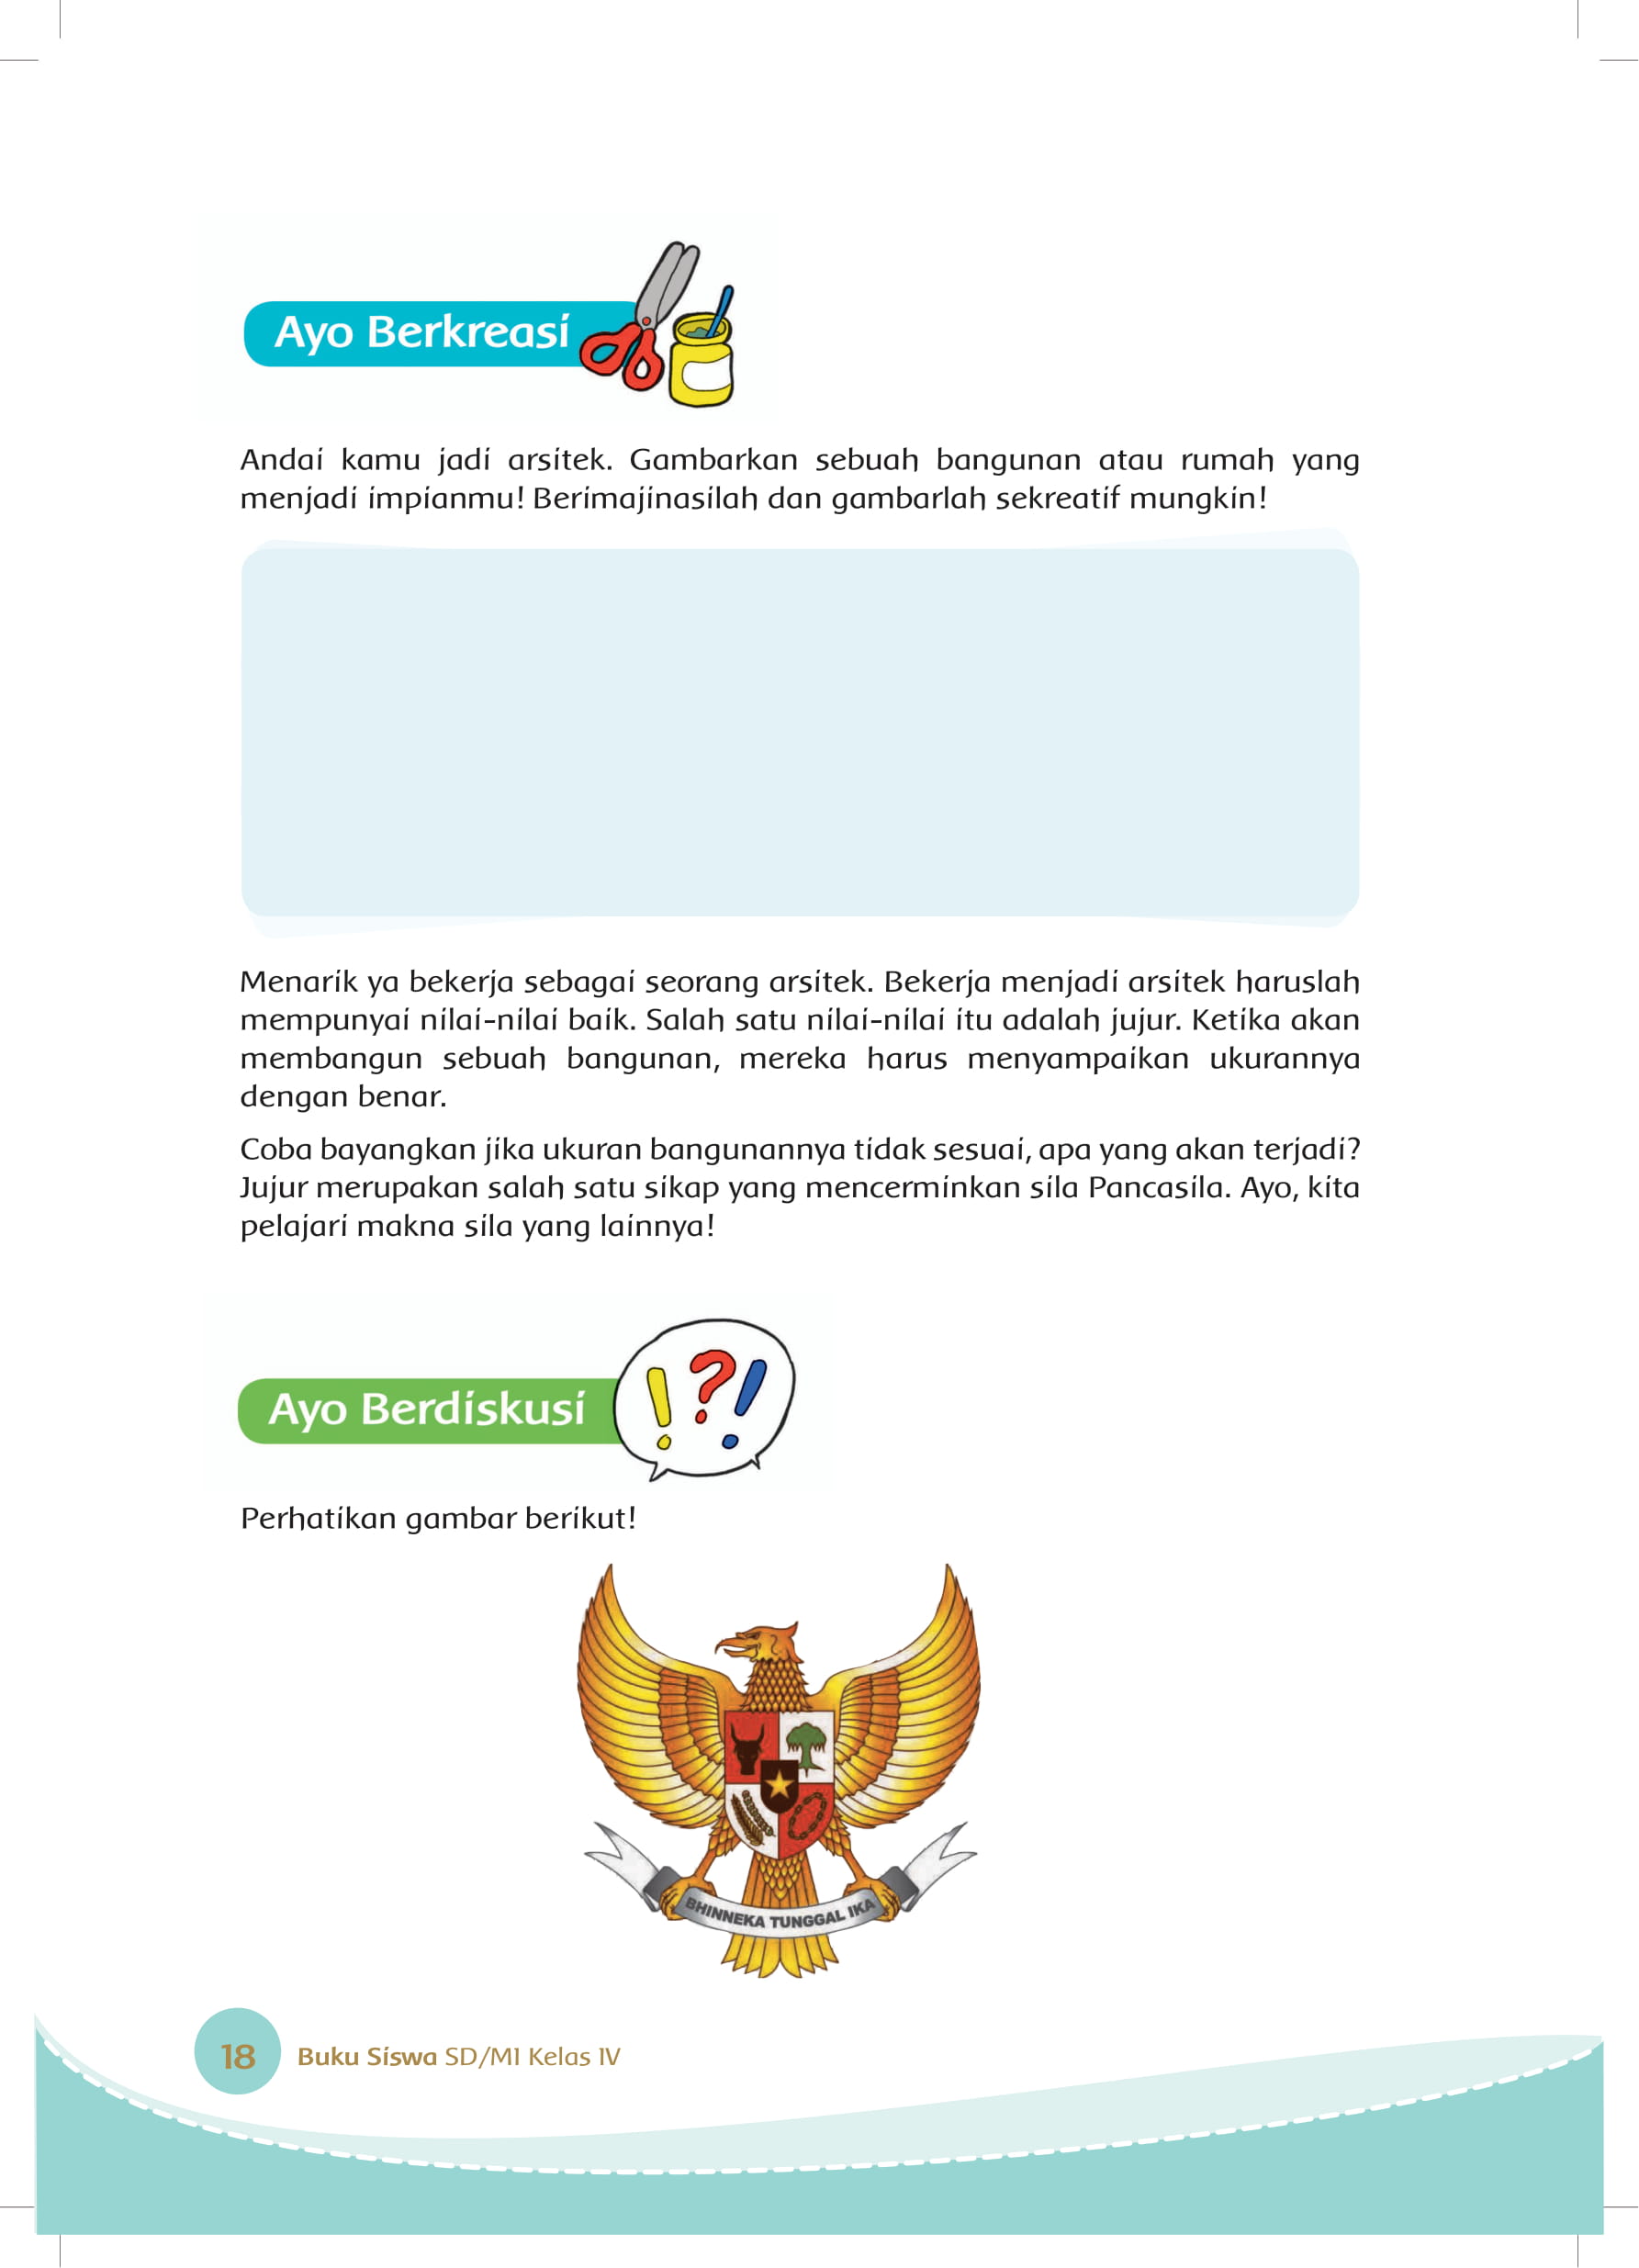 Ayo Berkreasi
Andai kamu jadi arsitek. Gambarkan sebuah bangunan atau rumah yang
menjadi impianmu! Berimajinasilah dan gambarlah sekreatif mungkin!
Menarik ya bekerja sebagai seorang arsitek. Bekerja menjadi arsitek haruslah
mempunyai nilai-nilai baik. Salah satu nilai-nilai itu adalah jujur. Ketika akan
membangun sebuah bangunan, mereka harus menyampaikan ukurannya
dengan benar.
Coba bayangkan jika ukuran bangunannya tidak sesuai, apa yang akan terjadi?
Jujur merupakan salah satu sikap yang mencerminkan sila Pancasila. Ayo, kita
pelajari makna sila yang lainnya!
Ayo Berdiskusi
!?!
Perhatikan gambar berikut!
BHINNEKA TUNGGAL IKA
18 Buku Siswa SD/MI Kelas IV